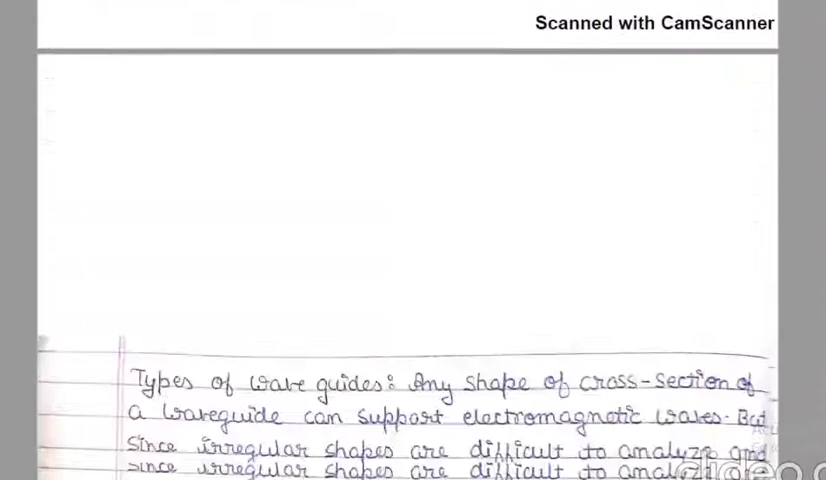 Scanned with CamScanner
Types of wave guides: Any shape of cross-section of
a waveguide can support electromagnetic waves. But
since irregular shapes are difficult to analyze and
since irregular shapes are difficult to analyze